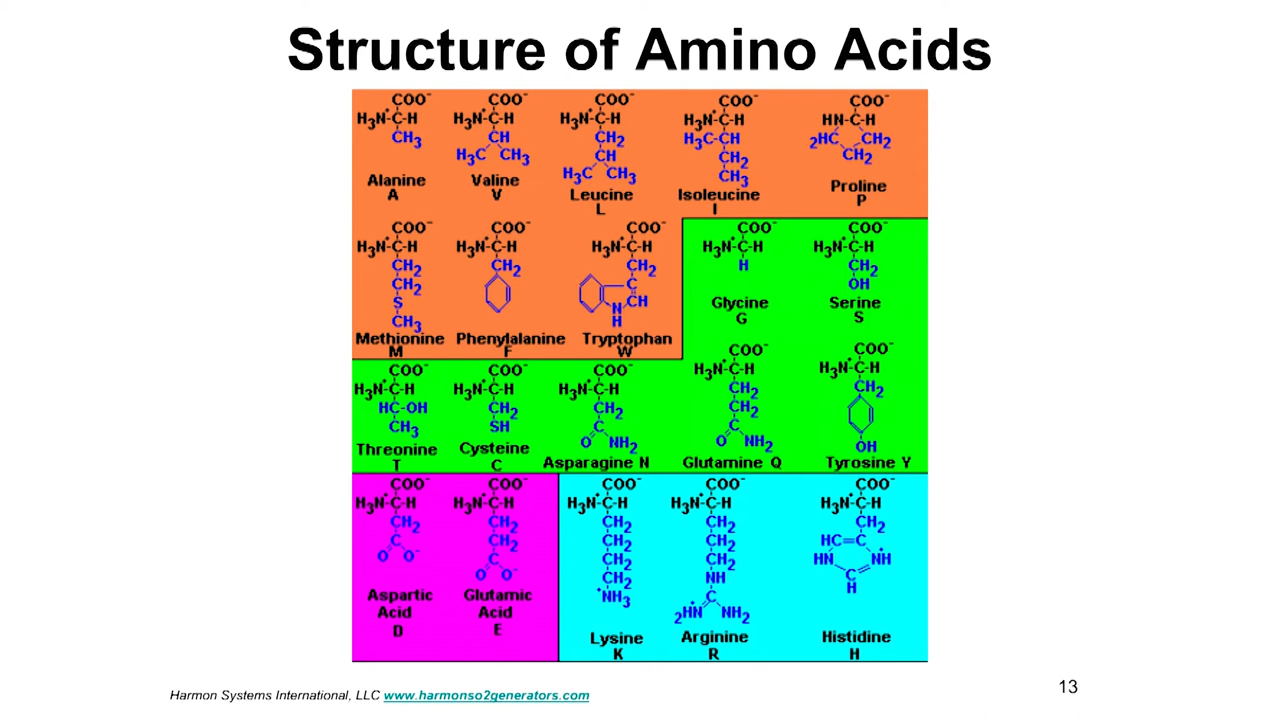 Structure of Amino Acids
COO⁻ COO⁻ COO⁻ COO⁻ COO⁻
H₃N⁺-C-H H₃N⁺-C-H H₃N⁺-C-H H₃N⁺-C-H HN-C-H
CH₃ CH CH₂ H₃C-CH ₂HC CH₂
H₃C CH₃ CH CH₂ CH₂
H₃C CH₃ CH₃
Alanine Valine Leucine Isoleucine Proline
A V L I P
COO⁻ COO⁻ COO⁻ COO⁻ COO⁻
H₃N⁺-C-H H₃N⁺-C-H H₃N⁺-C-H H₃N⁺-C-H H₃N⁺-C-H
CH₂ CH₂ CH₂ H CH₂
CH₂ C OH
S CH
CH₃ N
H
Glycine Serine
G S
Methionine Phenylalanine Tryptophan
M F W
COO⁻ COO⁻ COO⁻ COO⁻ COO⁻
H₃N⁺-C-H H₃N⁺-C-H H₃N⁺-C-H H₃N⁺-C-H H₃N⁺-C-H
HC-OH CH₂ CH₂ CH₂ CH₂
CH₃ SH C CH₂
O NH₂ C
O NH₂ OH
Threonine Cysteine Asparagine N Glutamine Q Tyrosine Y
T C
COO⁻ COO⁻ COO⁻ COO⁻ COO⁻
H₃N⁺-C-H H₃N⁺-C-H H₃N⁺-C-H H₃N⁺-C-H H₃N⁺-C-H
CH₂ CH₂ CH₂ CH₂ CH₂
C CH₂ CH₂ CH₂ HC=C
O O⁻ C CH₂ CH₂ HN NH⁺
O O⁻ CH₂ NH C
⁺NH₃ C H
₂HN⁺ NH₂
Aspartic Glutamic
Acid Acid
D E
Lysine Arginine Histidine
K R H
Harmon Systems International, LLC www.harmonso2generators.com
13